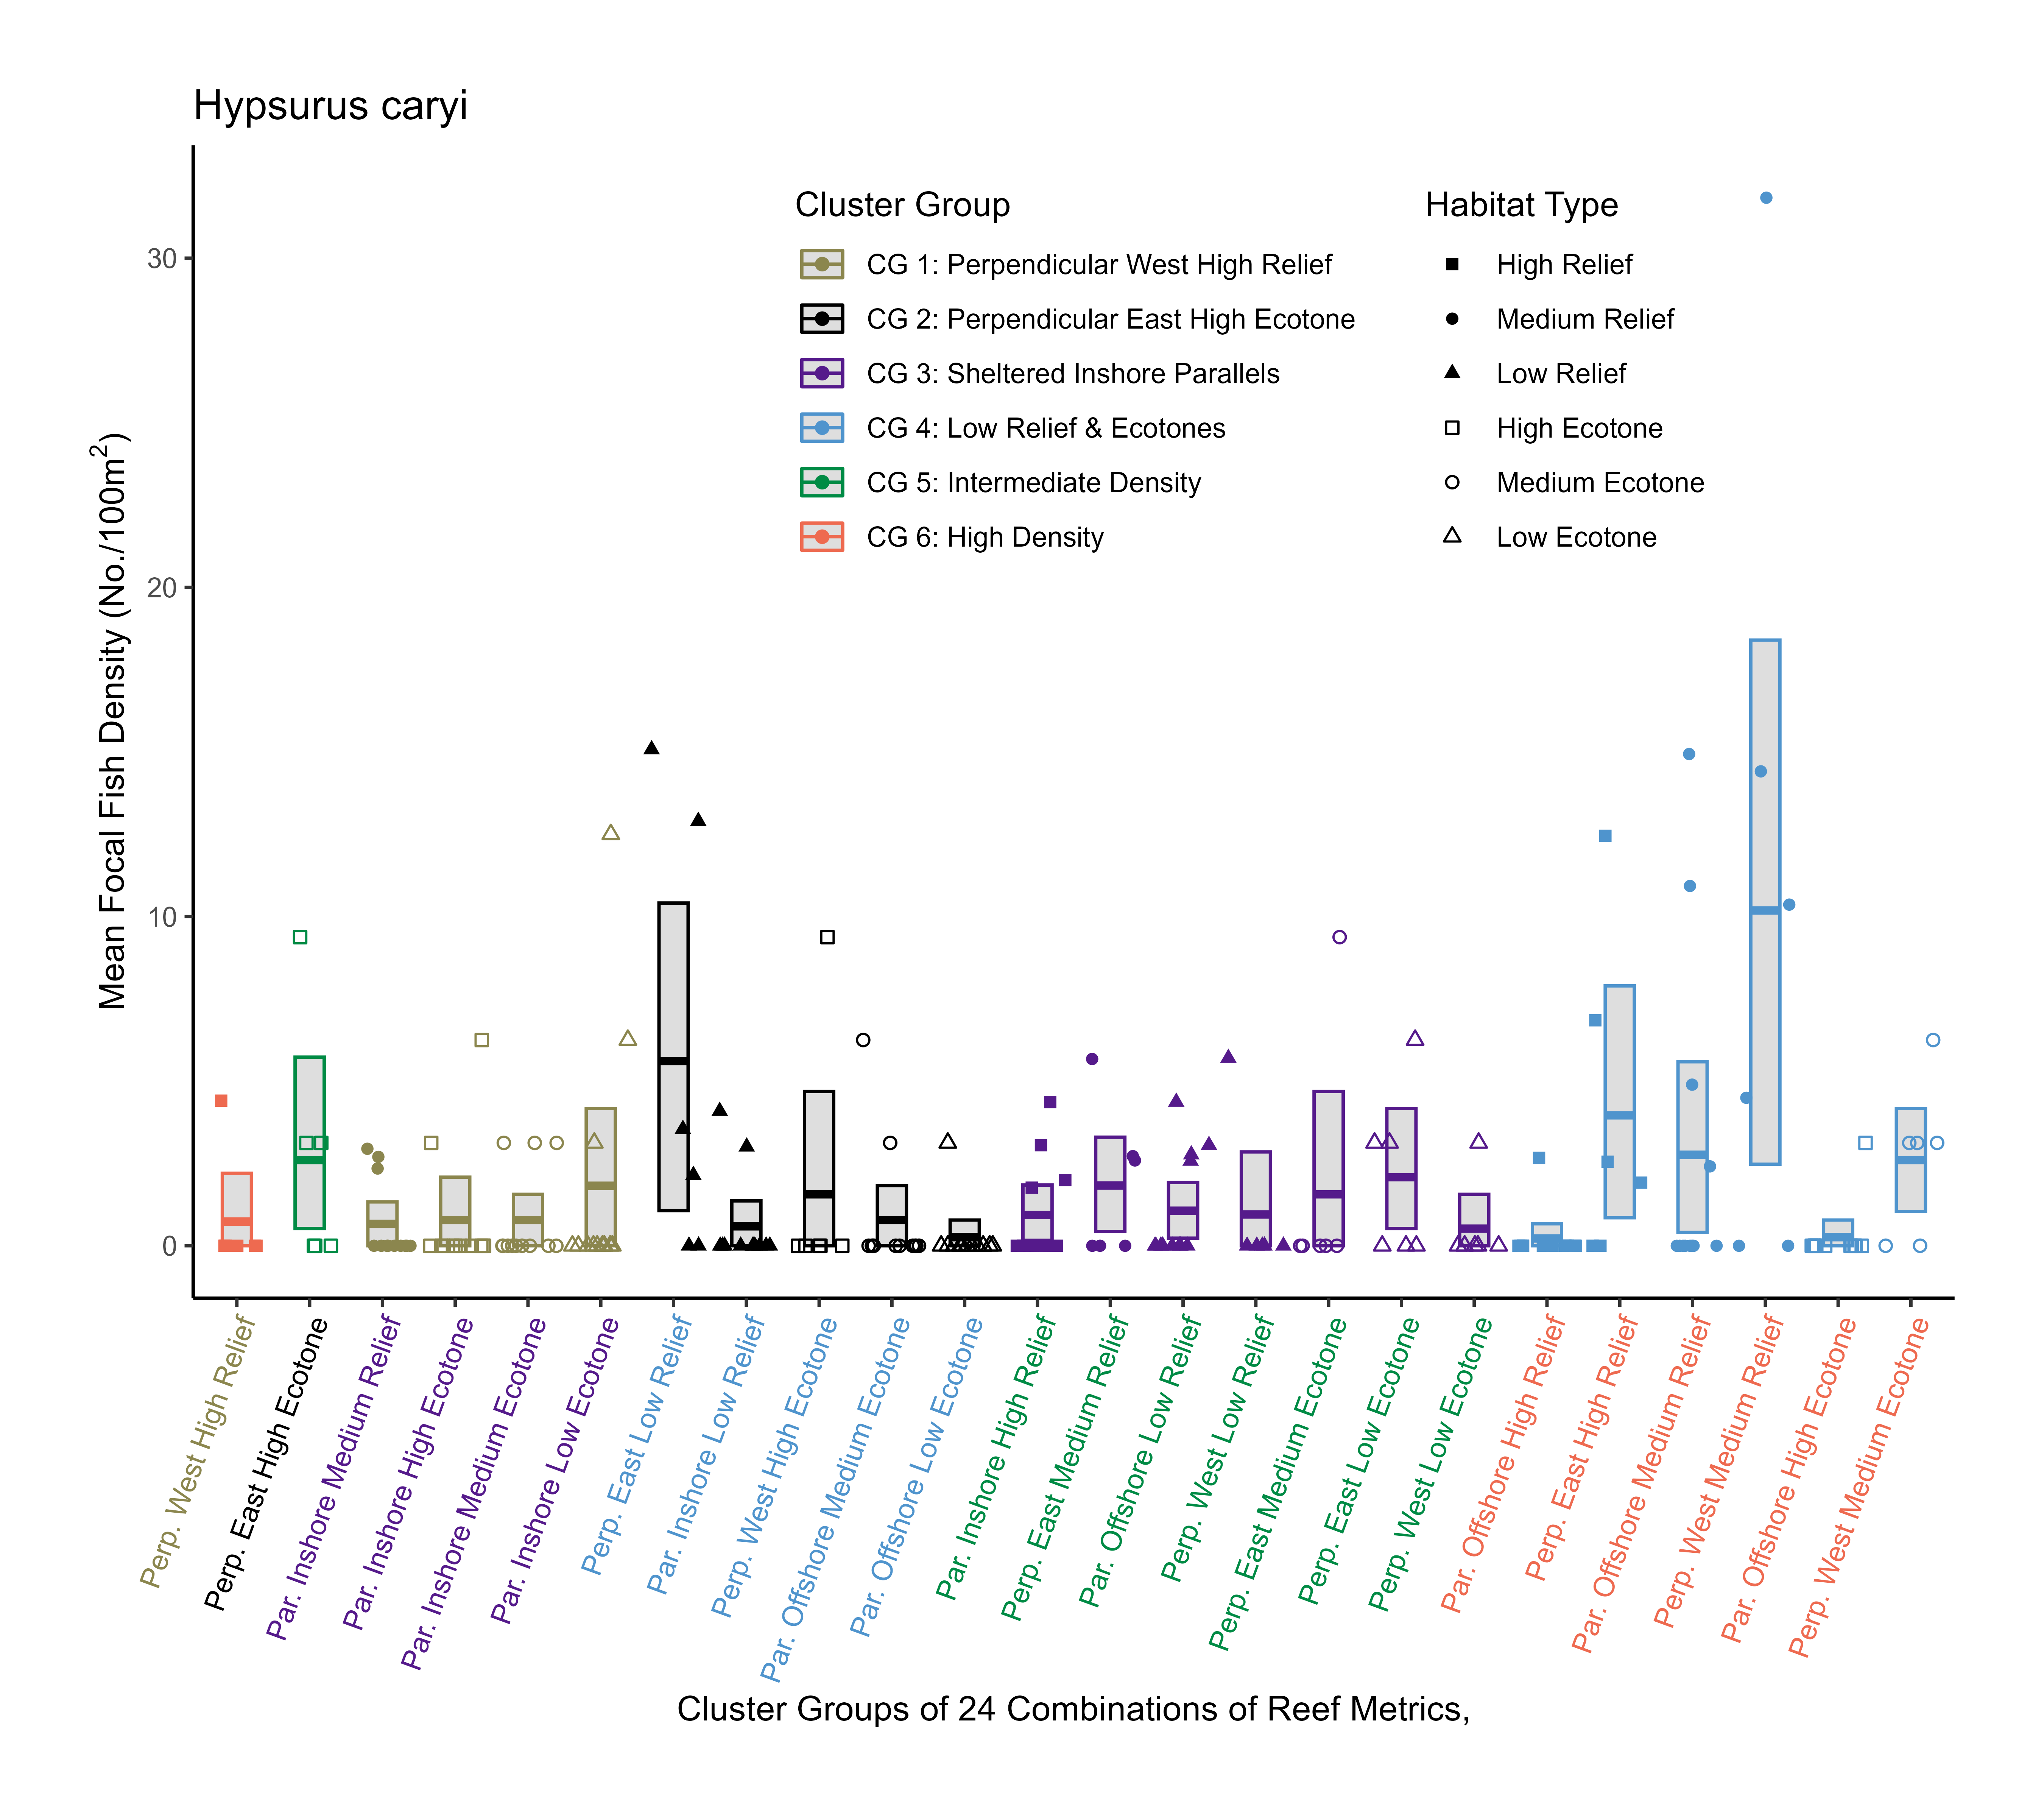 Hypsurus caryi
Mean Focal Fish Density (No./100m²)
30
20
10
0
Cluster Group
CG 1: Perpendicular West High Relief
CG 2: Perpendicular East High Ecotone
CG 3: Sheltered Inshore Parallels
CG 4: Low Relief & Ecotones
CG 5: Intermediate Density
CG 6: High Density
Habitat Type
High Relief
Medium Relief
Low Relief
High Ecotone
Medium Ecotone
Low Ecotone
Perp. West High Relief
Perp. East High Ecotone
Par. Inshore Medium Relief
Par. Inshore High Ecotone
Par. Inshore Medium Ecotone
Par. Inshore Low Ecotone
Perp. East Low Relief
Par. Inshore Low Relief
Perp. West High Ecotone
Par. Offshore Medium Ecotone
Par. Offshore Low Ecotone
Par. Inshore High Relief
Perp. East Medium Relief
Par. Offshore Low Relief
Perp. West Low Relief
Perp. East Medium Ecotone
Perp. East Low Ecotone
Perp. West Low Ecotone
Par. Offshore High Relief
Perp. East High Relief
Par. Offshore Medium Relief
Perp. West Medium Relief
Par. Offshore High Ecotone
Perp. West Medium Ecotone
Cluster Groups of 24 Combinations of Reef Metrics,